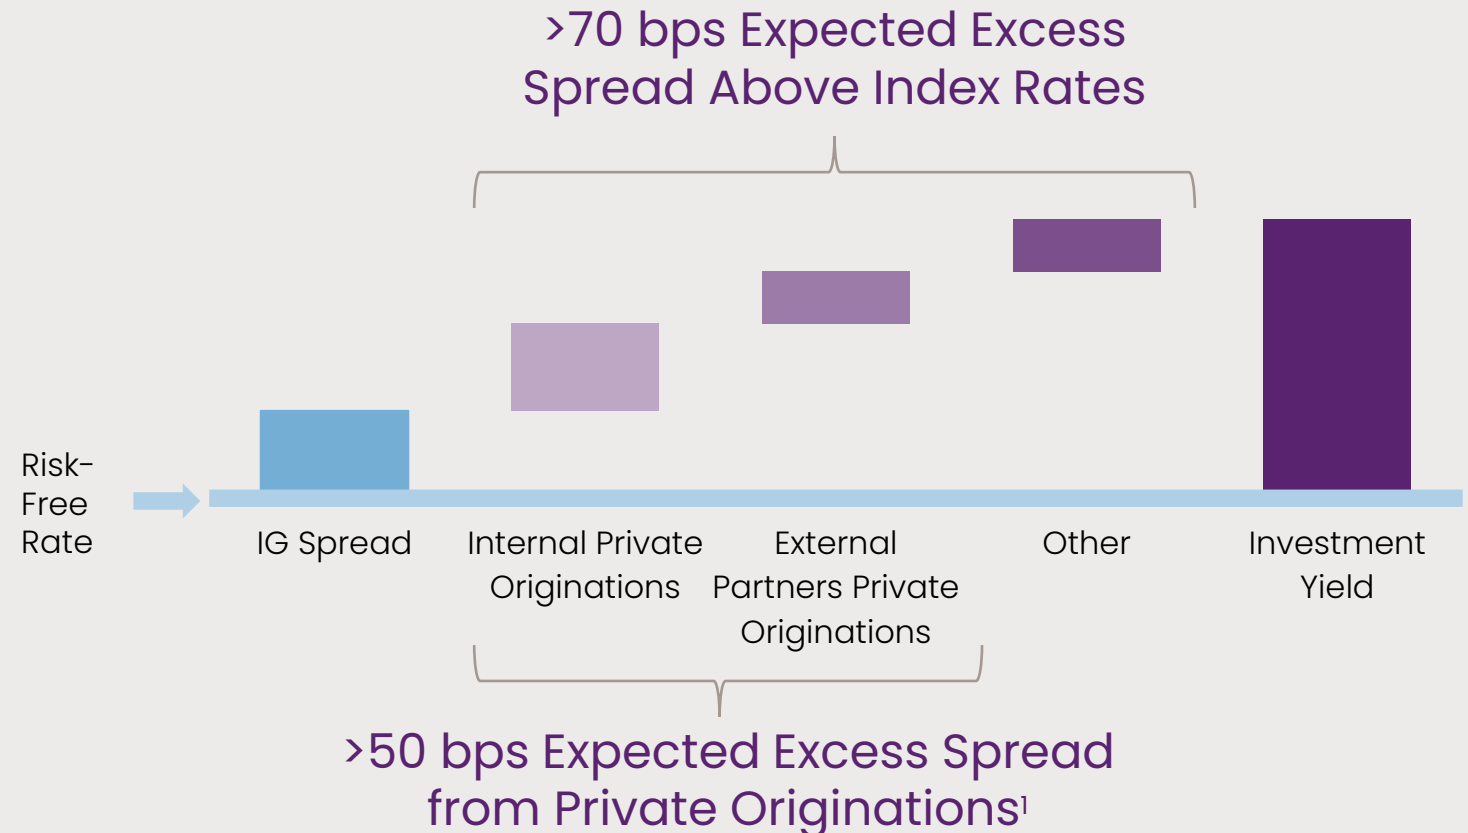 >70 bps Expected Excess
Spread Above Index Rates
Risk-
Free
Rate
IG Spread
Internal Private
Originations
External
Partners Private
Originations
Other
Investment
Yield
>50 bps Expected Excess Spread
from Private Originations¹